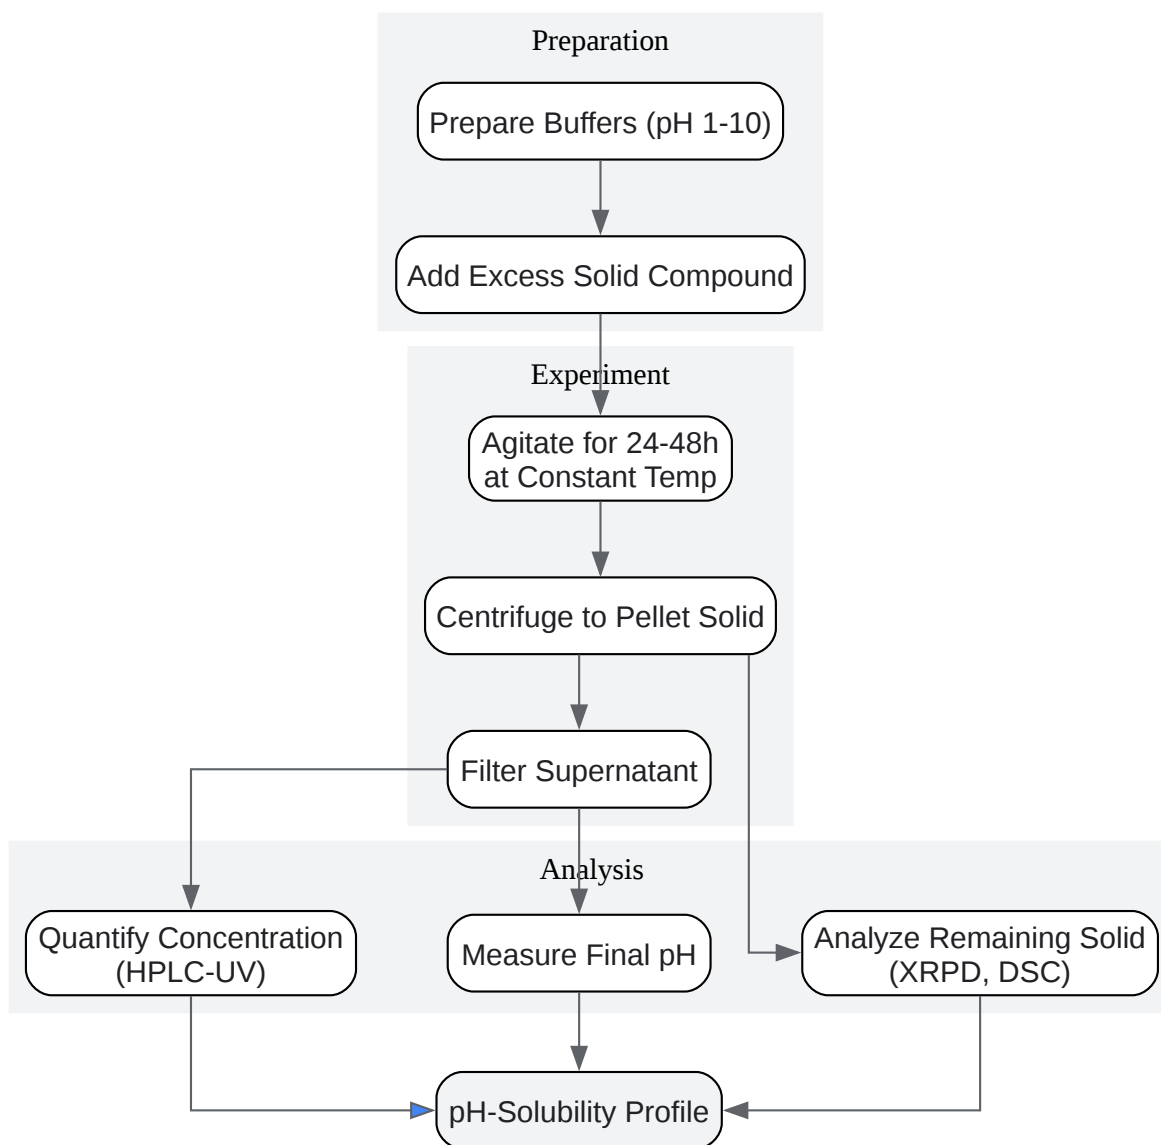 Preparation
Prepare Buffers (pH 1-10)
Add Excess Solid Compound
Experiment
Agitate for 24-48h
at Constant Temp
Centrifuge to Pellet Solid
Filter Supernatant
Analysis
Quantify Concentration
(HPLC-UV)
Measure Final pH
Analyze Remaining Solid
(XRPD, DSC)
pH-Solubility Profile